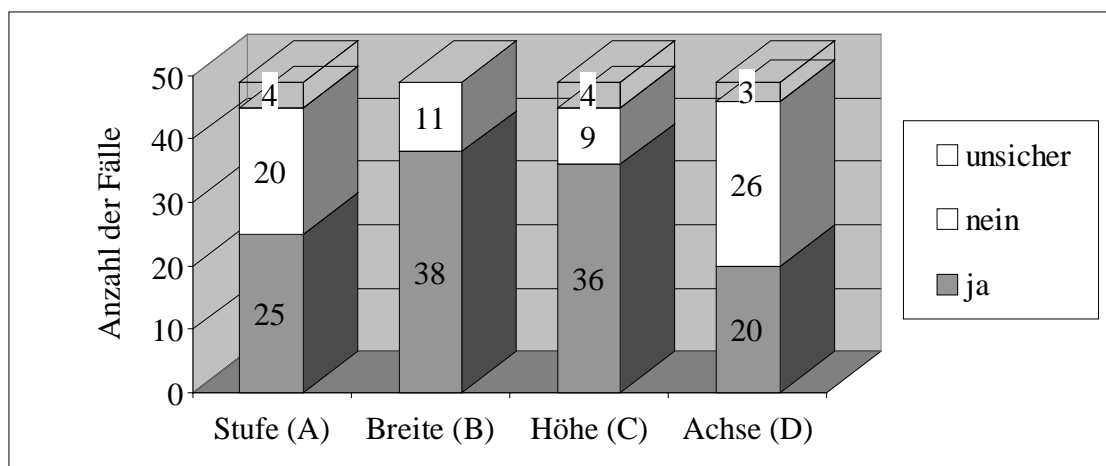 Anzahl der Fälle
50
40
30
20
10
0
4
20
25
11
38
4
9
36
3
26
20
Stufe (A)
Breite (B)
Höhe (C)
Achse (D)
unsicher
nein
ja